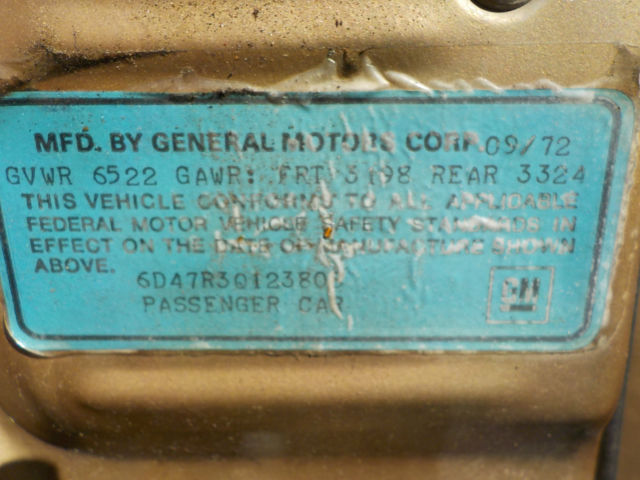 MFD. BY GENERAL MOTORS CORP. 09/72
GVWR 6522 GAWR: FRT 3198 REAR 3324
THIS VEHICLE CONFORMS TO ALL APPLICABLE
FEDERAL MOTOR VEHICLE SAFETY STANDARDS IN
EFFECT ON THE DATE OF MANUFACTURE SHOWN
ABOVE.
PASSENGER CAR
GM